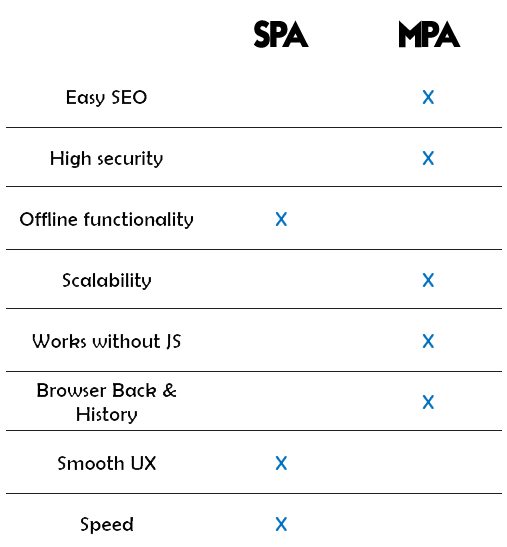 SPA MPA
Easy SEO X
High security X
Offline functionality X
Scalability X
Works without JS X
Browser Back &
History X
Smooth UX X
Speed X